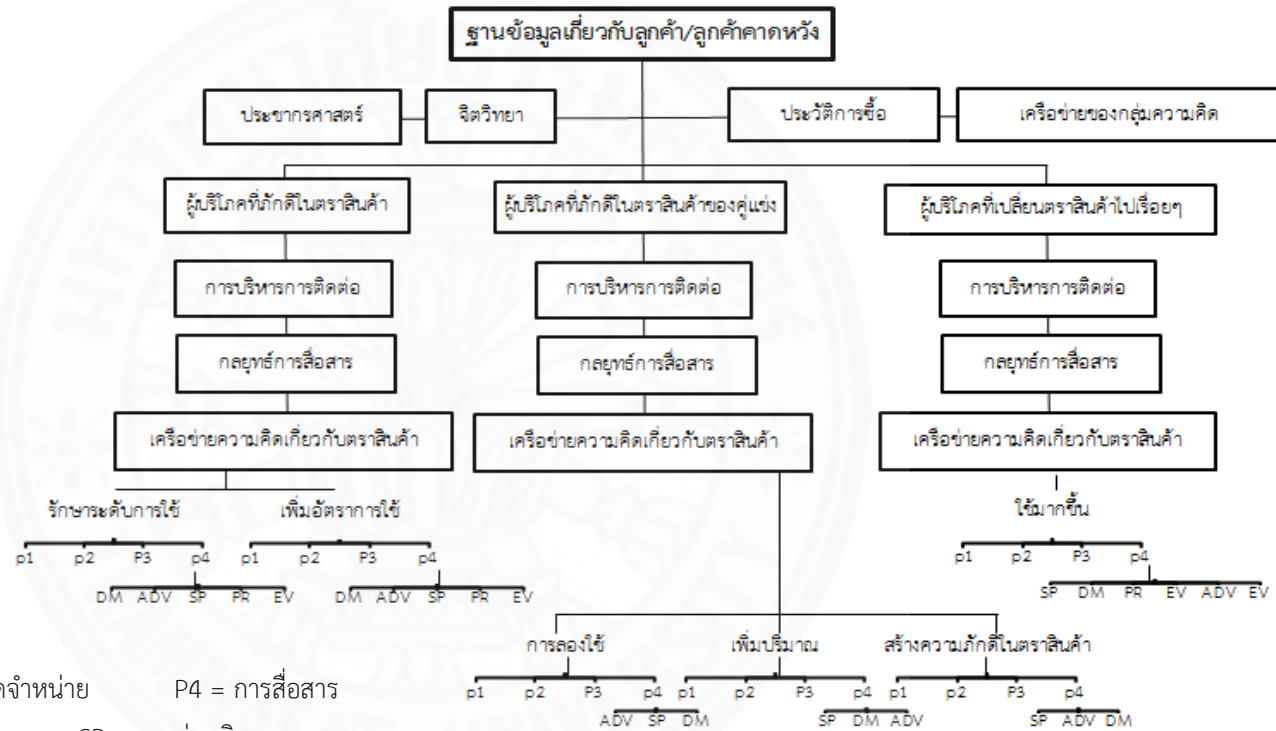 ฐานข้อมูลเกี่ยวกับลูกค้า/ลูกค้าคาดหวัง
ประชากรศาสตร์ จิตวิทยา ประวัติการซื้อ เครือข่ายของกลุ่มความคิด
ผู้บริโภคที่ภักดีในตราสินค้า ผู้บริโภคที่ภักดีในตราสินค้าของคู่แข่ง ผู้บริโภคที่เปลี่ยนตราสินค้าไปเรื่อยๆ
การบริหารการติดต่อ การบริหารการติดต่อ การบริหารการติดต่อ
กลยุทธ์การสื่อสาร กลยุทธ์การสื่อสาร กลยุทธ์การสื่อสาร
เครือข่ายความคิดเกี่ยวกับตราสินค้า เครือข่ายความคิดเกี่ยวกับตราสินค้า เครือข่ายความคิดเกี่ยวกับตราสินค้า
รักษาระดับการใช้ เพิ่มอัตราการใช้ ใช้มากขึ้น
p1 p2 P3 p4 p1 p2 P3 p4 p1 p2 P3 p4
DM ADV SP PR EV DM ADV SP PR EV SP DM PR EV ADV EV
การลองใช้ เพิ่มปริมาณ สร้างความภักดีในตราสินค้า
p1 p2 P3 p4 p1 p2 P3 p4 p1 p2 P3 p4
ADV SP DM SP DM ADV SP ADV DM
จำหน่าย P4 = การสื่อสาร